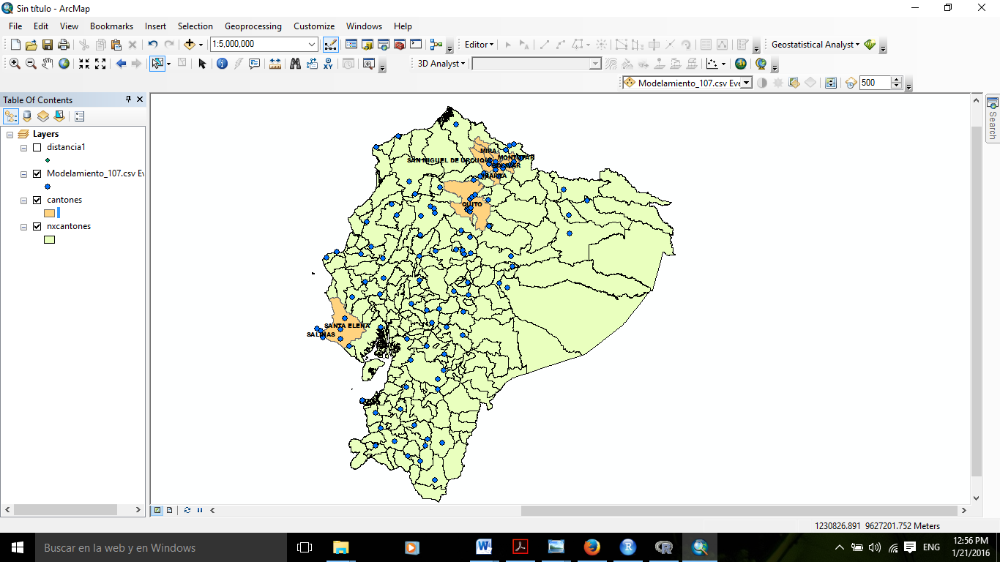 Sin título - ArcMap
File Edit View Bookmarks Insert Selection Geoprocessing Customize Windows Help
1:5,000,000
Editor
Geostatistical Analyst
3D Analyst
Modelamiento_107.csv Eve
500
Table Of Contents
Layers
distancia1
Modelamiento_107.csv Ev
cantones
nxcantones
Search
MIRA
MONTUFAR
SAN MIGUEL DE URCUQUI
BOLIVAR
IBARRA
QUITO
SANTA ELENA
SALINAS
1230826.891 9627201.752 Meters
Buscar en la web y en Windows
ENG
12:56 PM
1/21/2016